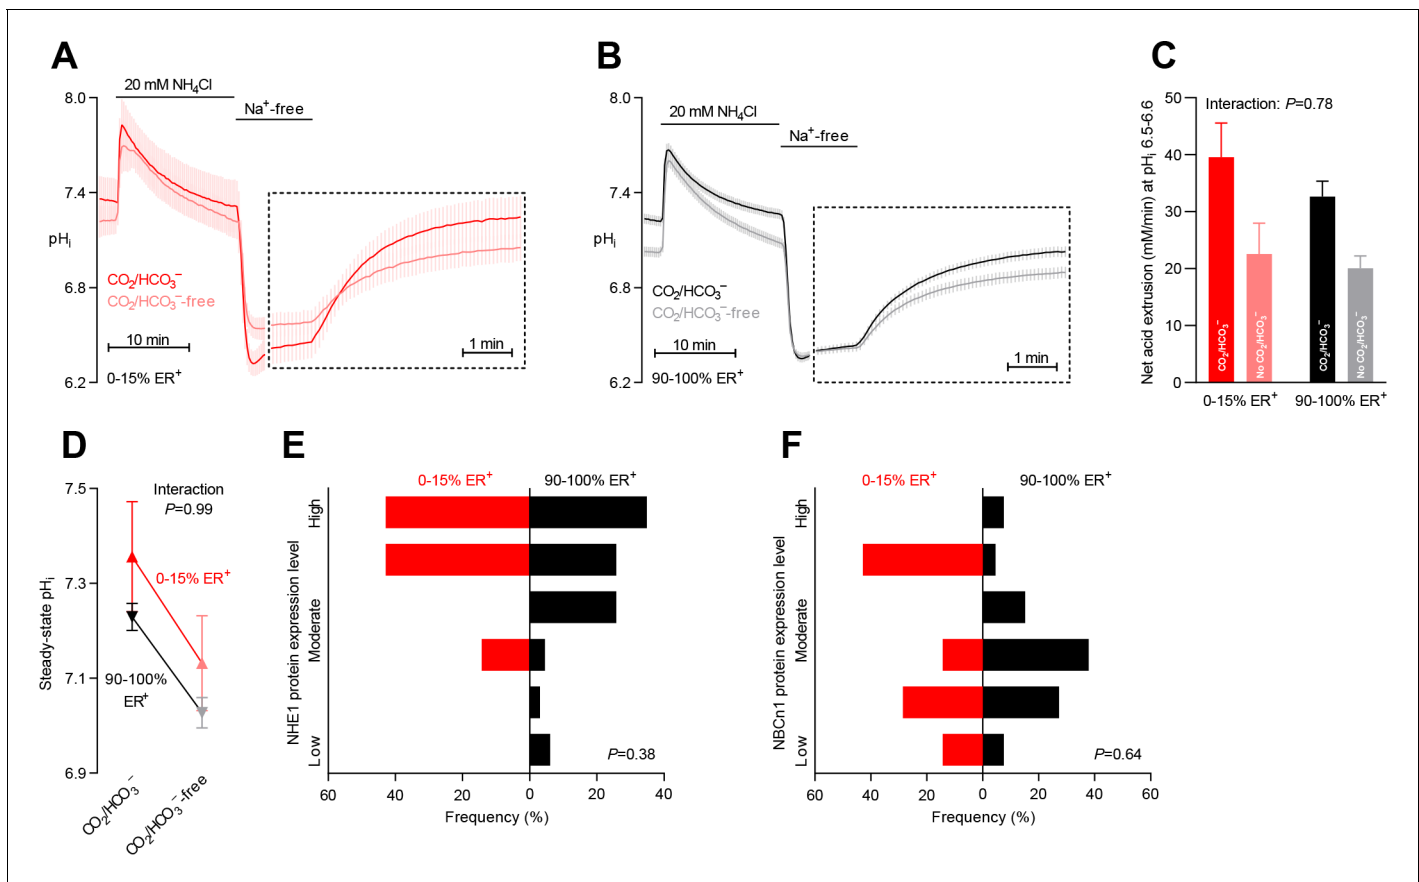 A
20 mM NH₄Cl
Na⁺-free
8.0
7.4
6.8
6.2
pHᵢ
CO₂/HCO₃⁻
CO₂/HCO₃⁻-free
10 min
1 min
0-15% ER⁺
B
20 mM NH₄Cl
Na⁺-free
8.0
7.4
6.8
6.2
pHᵢ
CO₂/HCO₃⁻
CO₂/HCO₃⁻-free
10 min
1 min
90-100% ER⁺
C
Net acid extrusion (mM/min) at pHᵢ 6.5-6.6
Interaction: P=0.78
50
40
30
20
10
0
CO₂/HCO₃⁻
No CO₂/HCO₃⁻
CO₂/HCO₃⁻
No CO₂/HCO₃⁻
0-15% ER⁺
90-100% ER⁺
D
Steady-state pHᵢ
7.5
7.3
7.1
6.9
Interaction
P=0.99
0-15% ER⁺
90-100%
ER⁺
CO₂/HCO₃⁻
CO₂/HCO₃⁻-free
E
0-15% ER⁺
90-100% ER⁺
NHE1 protein expression level
High
Moderate
Low
P=0.38
60 40 20 0 20 40
Frequency (%)
F
0-15% ER⁺
90-100% ER⁺
NBCn1 protein expression level
High
Moderate
Low
P=0.64
60 40 20 0 20 40 60
Frequency (%)